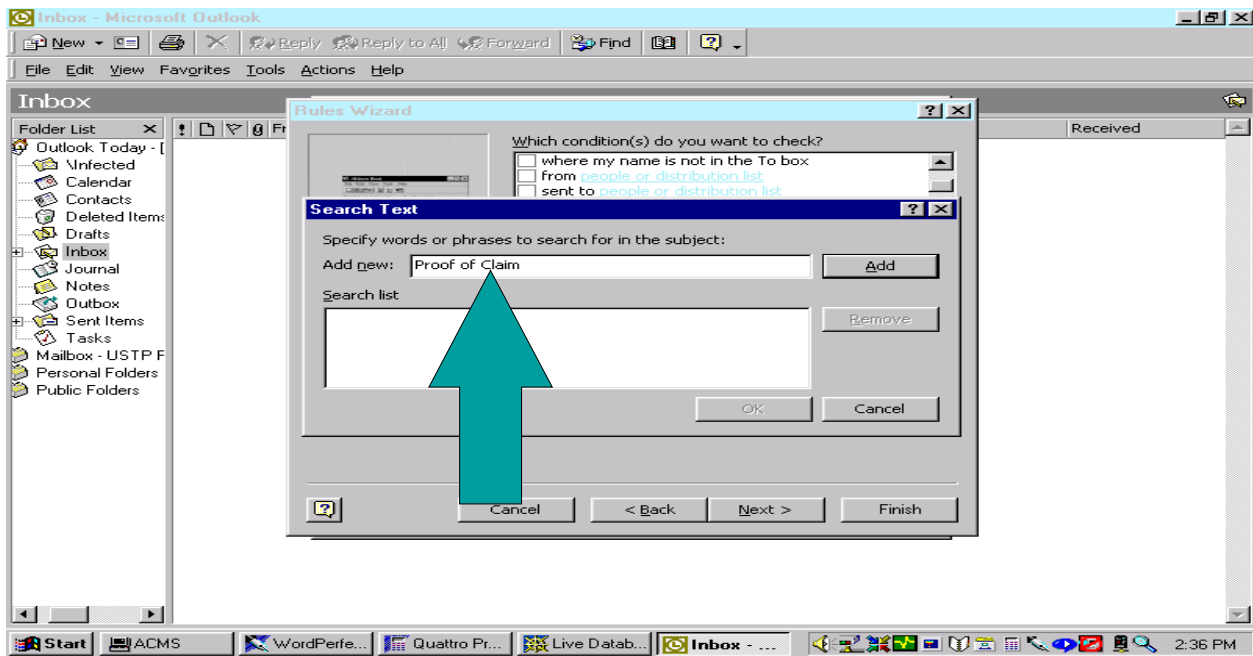 Inbox - Microsoft Outlook
New Reply Reply to All Forward Find
File Edit View Favorites Tools Actions Help
Inbox
Folder List
Received
Outlook Today - [
\Infected
Calendar
Contacts
Deleted Items
Drafts
Inbox
Journal
Notes
Outbox
Sent Items
Tasks
Mailbox - USTP F
Personal Folders
Public Folders
Rules Wizard
Which condition(s) do you want to check?
where my name is not in the To box
from people or distribution list
sent to people or distribution list
Search Text
Specify words or phrases to search for in the subject:
Add new: Proof of Claim Add
Search list
Remove
OK Cancel
Cancel < Back Next > Finish
Start ACMS WordPerfe... Quattro Pr... Live Datab... Inbox - ... 2:36 PM